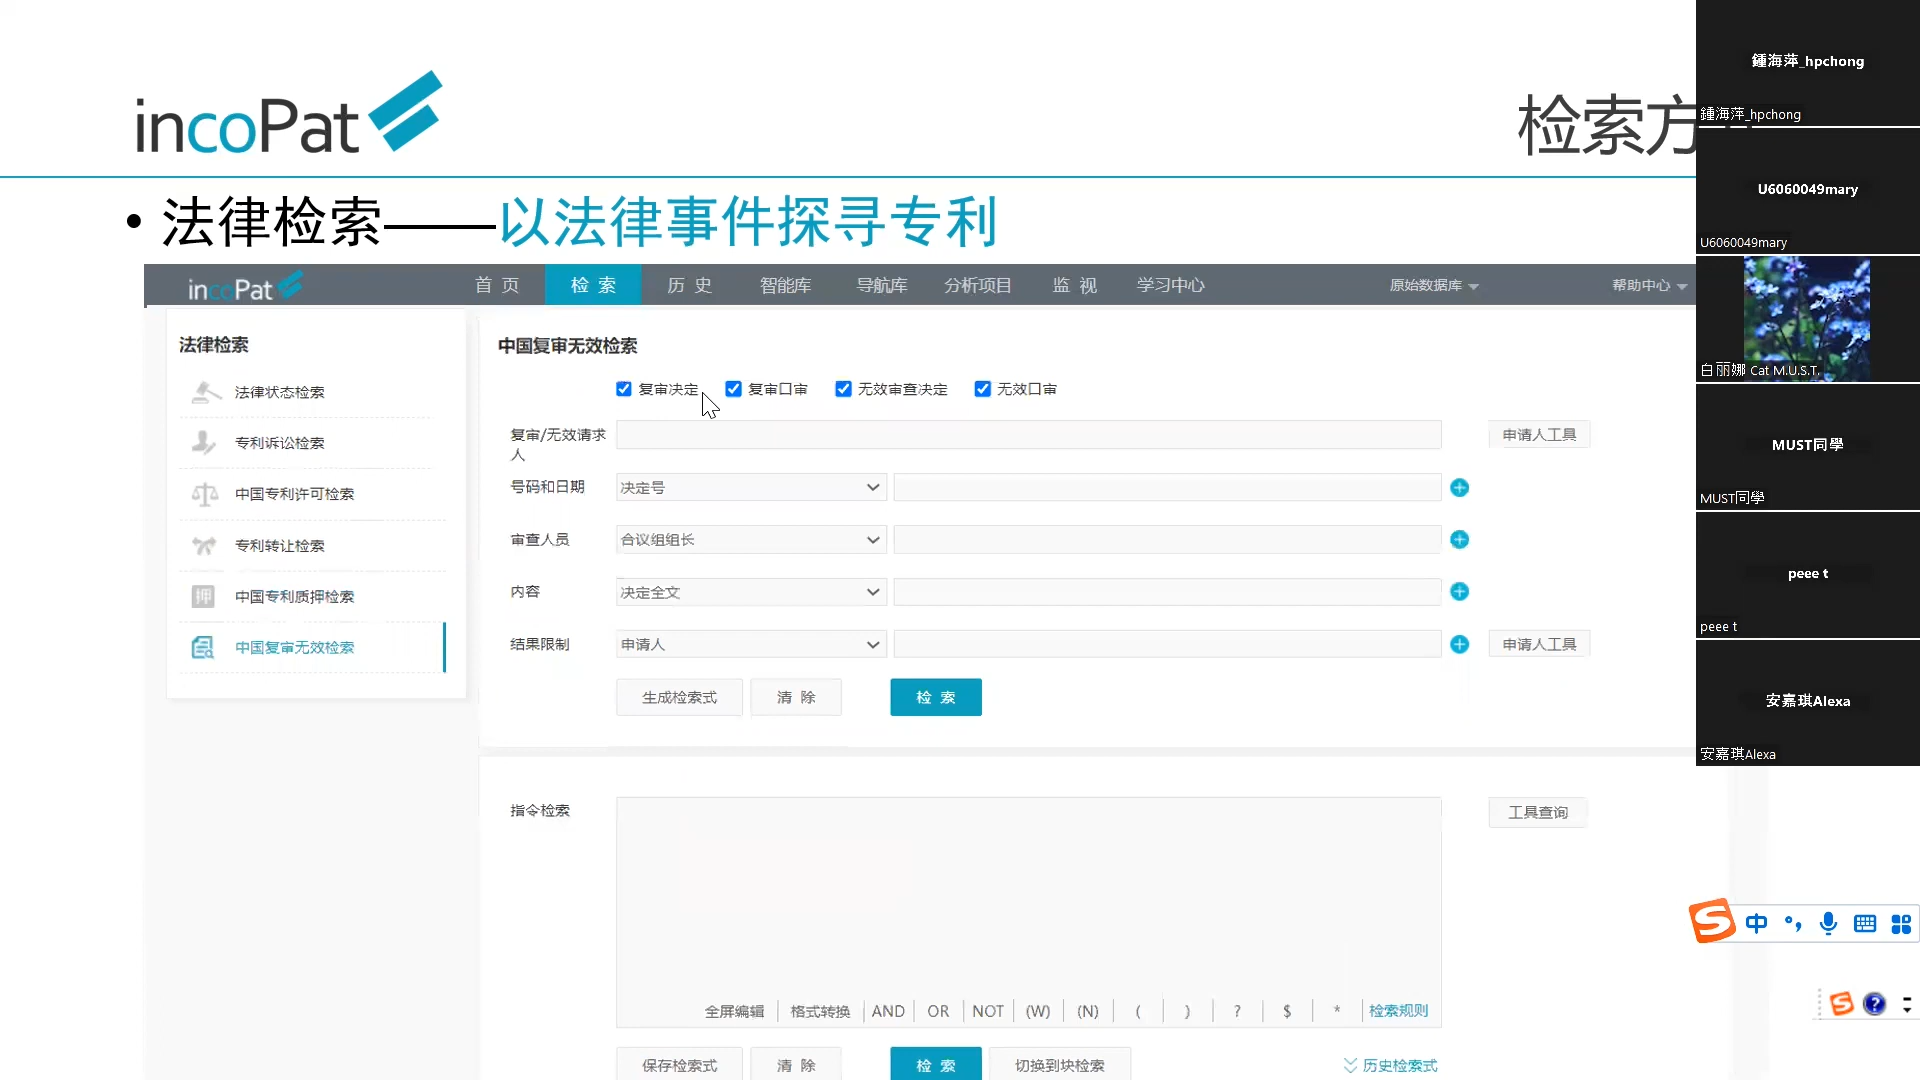 incoPat
检索方
• 法律检索——以法律事件探寻专利
incoPat 首 页 检 索 历 史 智能库 导航库 分析项目 监 视 学习中心 原始数据库 帮助中心
法律检索
法律状态检索
专利诉讼检索
中国专利许可检索
专利转让检索
押 中国专利质押检索
中国复审无效检索
中国复审无效检索
复审决定 复审口审 无效审查决定 无效口审
复审/无效请求人 申请人工具
号码和日期 决定号
审查人员 合议组组长
内容 决定全文
结果限制 申请人 申请人工具
生成检索式 清 除 检 索
指令检索 工具查询
全屏编辑 格式转换 AND OR NOT (W) (N) ( ) ? $ * 检索规则
保存检索式 清 除 检 索 切换到块检索 历史检索式
鍾海萍_hpchong
鍾海萍_hpchong
U6060049mary
U6060049mary
白丽娜 Cat M.U.S.T.
MUST同學
MUST同學
peee t
peee t
安嘉琪Alexa
安嘉琪Alexa
S 中 °,
S ?